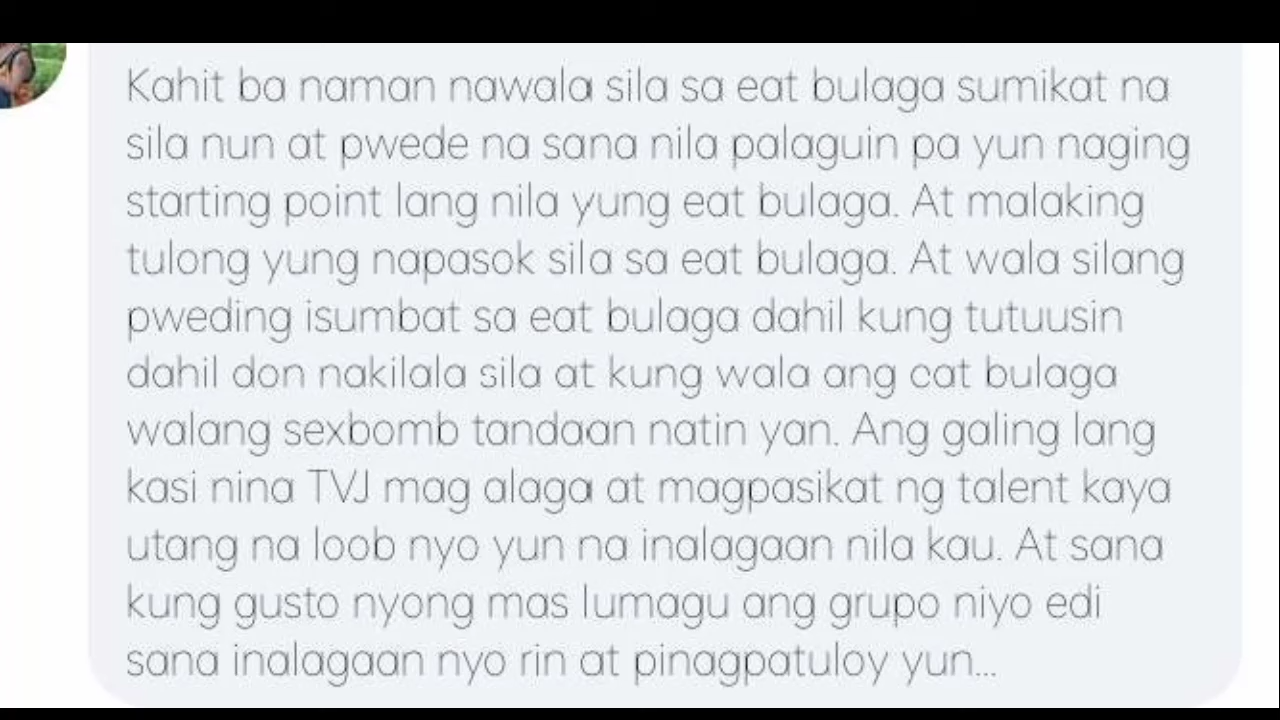 Kahit ba naman nawala sila sa eat bulaga sumikat na
sila nun at pwede na sana nila palaguin pa yun naging
starting point lang nila yung eat bulaga. At malaking
tulong yung napasok sila sa eat bulaga. At wala silang
pweding isumbat sa eat bulaga dahil kung tutuusin
dahil don nakilala sila at kung wala ang cat bulaga
walang sexbomb tandaan natin yan. Ang galing lang
kasi nina TVJ mag alaga at magpasikat ng talent kaya
utang na loob nyo yun na inalagaan nila kau. At sana
kung gusto nyong mas lumagu ang grupo niyo edi
sana inalagaan nyo rin at pinagpatuloy yun...